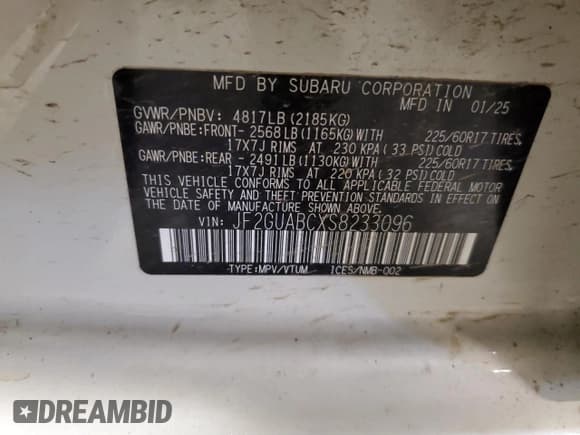 MFD BY SUBARU CORPORATION
MFD IN 01/25
GVWR/PNBV: 4817LB (2185KG)
GAWR/PNBE:FRONT- 2568LB(1165KG)WITH 225/60R17 TIRES,
17X7J RIMS AT 230 KPA ( 33 PSI)COLD
GAWR/PNBE:REAR -2491LB(1130KG)WITH 225/60R17 TIRES,
17X7J RIMS AT 220 KPA ( 32 PSI)COLD
THIS VEHICLE CONFORMS TO ALL APPLICABLE FEDERAL MOTOR
VEHICLE SAFETY AND THEFT PREVENTION STANDARDS IN EFFECT ON
THE DATE OF MANUFACTURE SHOWN ABOVE.
VIN: JF2GUABCXS8233096
TYPE:MPV/VTUM ICES/NMB-002
DREAMBID